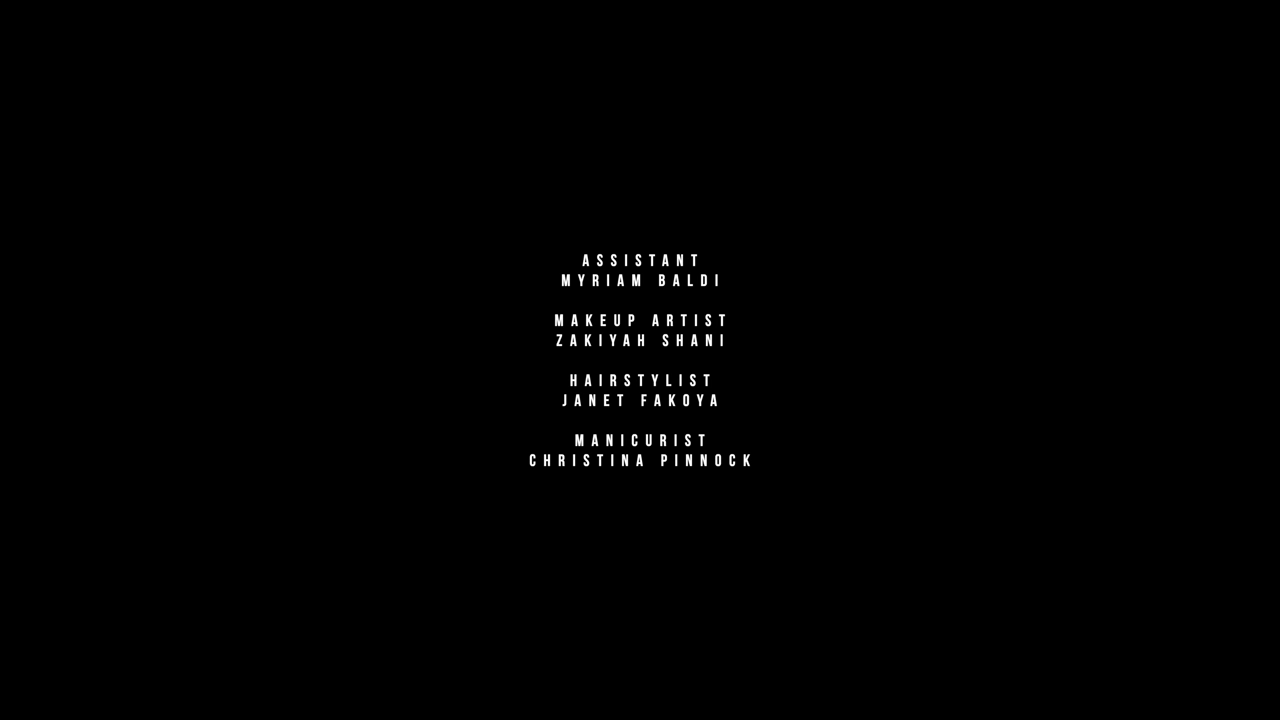 ASSISTANT
MYRIAM BALDI
MAKEUP ARTIST
ZAKIYAH SHANI
HAIRSTYLIST
JANET FAKOYA
MANICURIST
CHRISTINA PINNOCK